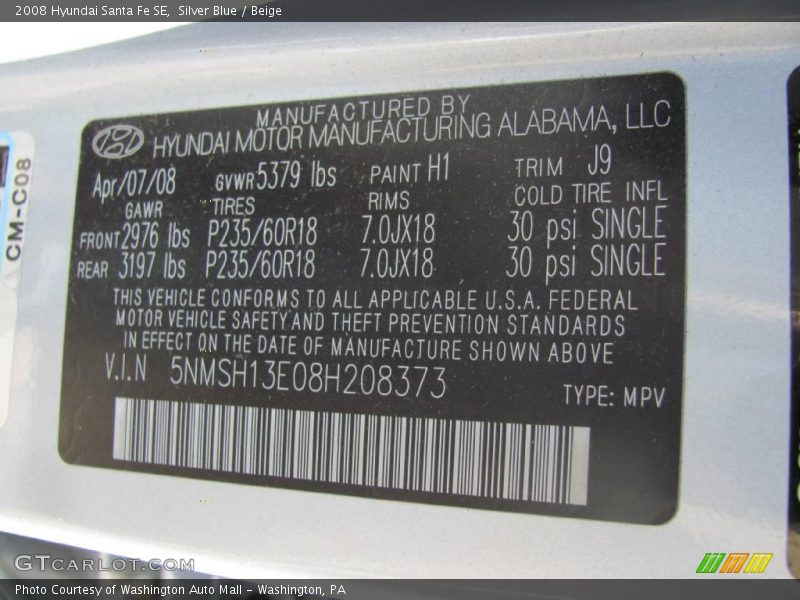 2008 Hyundai Santa Fe SE, Silver Blue / Beige
MANUFACTURED BY
HYUNDAI MOTOR MANUFACTURING ALABAMA, LLC
Apr/07/08 GVWR 5379 lbs PAINT H1 TRIM J9
GAWR TIRES RIMS COLD TIRE INFL
FRONT 2976 lbs P235/60R18 7.0JX18 30 psi SINGLE
REAR 3197 lbs P235/60R18 7.0JX18 30 psi SINGLE
THIS VEHICLE CONFORMS TO ALL APPLICABLE U.S.A. FEDERAL
MOTOR VEHICLE SAFETY AND THEFT PREVENTION STANDARDS
IN EFFECT ON THE DATE OF MANUFACTURE SHOWN ABOVE
V.I.N 5NMSH13E08H208373
TYPE: MPV
CM-C08
GTCARLOT.COM
Photo Courtesy of Washington Auto Mall - Washington, PA